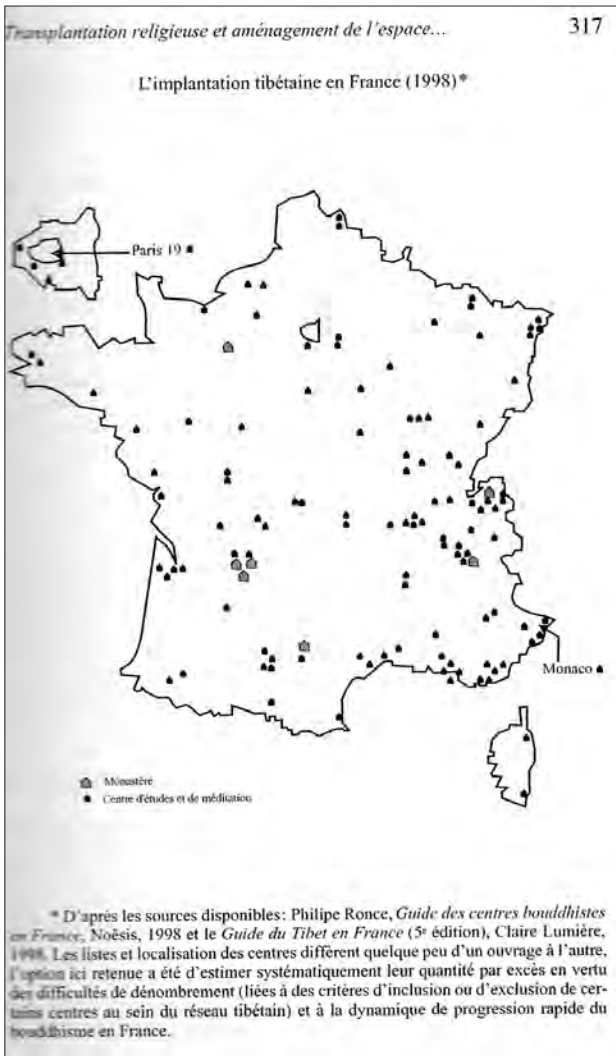 Transplantation religieuse et aménagement de l'espace...
317
L'implantation tibétaine en France (1998)*
Paris 19
Monaco
Monastère
Centre d'études et de méditation
* D'après les sources disponibles: Philipe Ronce, Guide des centres bouddhistes
en France, Noêsis, 1998 et le Guide du Tibet en France (5e édition), Claire Lumière,
1998. Les listes et localisation des centres diffèrent quelque peu d'un ouvrage à l'autre,
l'option ici retenue a été d'estimer systématiquement leur quantité par excès en vertu
des difficultés de dénombrement (liées à des critères d'inclusion ou d'exclusion de cer-
tains centres au sein du réseau tibétain) et à la dynamique de progression rapide du
bouddhisme en France.